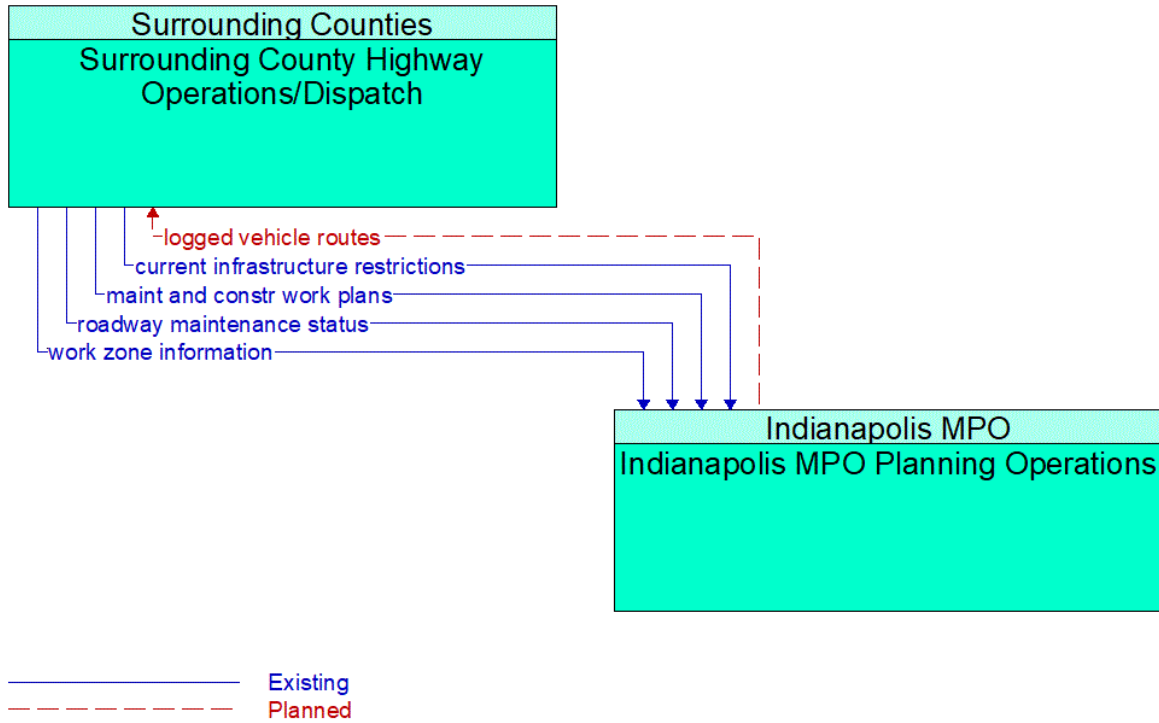 Surrounding Counties
Surrounding County Highway
Operations/Dispatch
logged vehicle routes
current infrastructure restrictions
maint and constr work plans
roadway maintenance status
work zone information
Indianapolis MPO
Indianapolis MPO Planning Operations
Existing
Planned